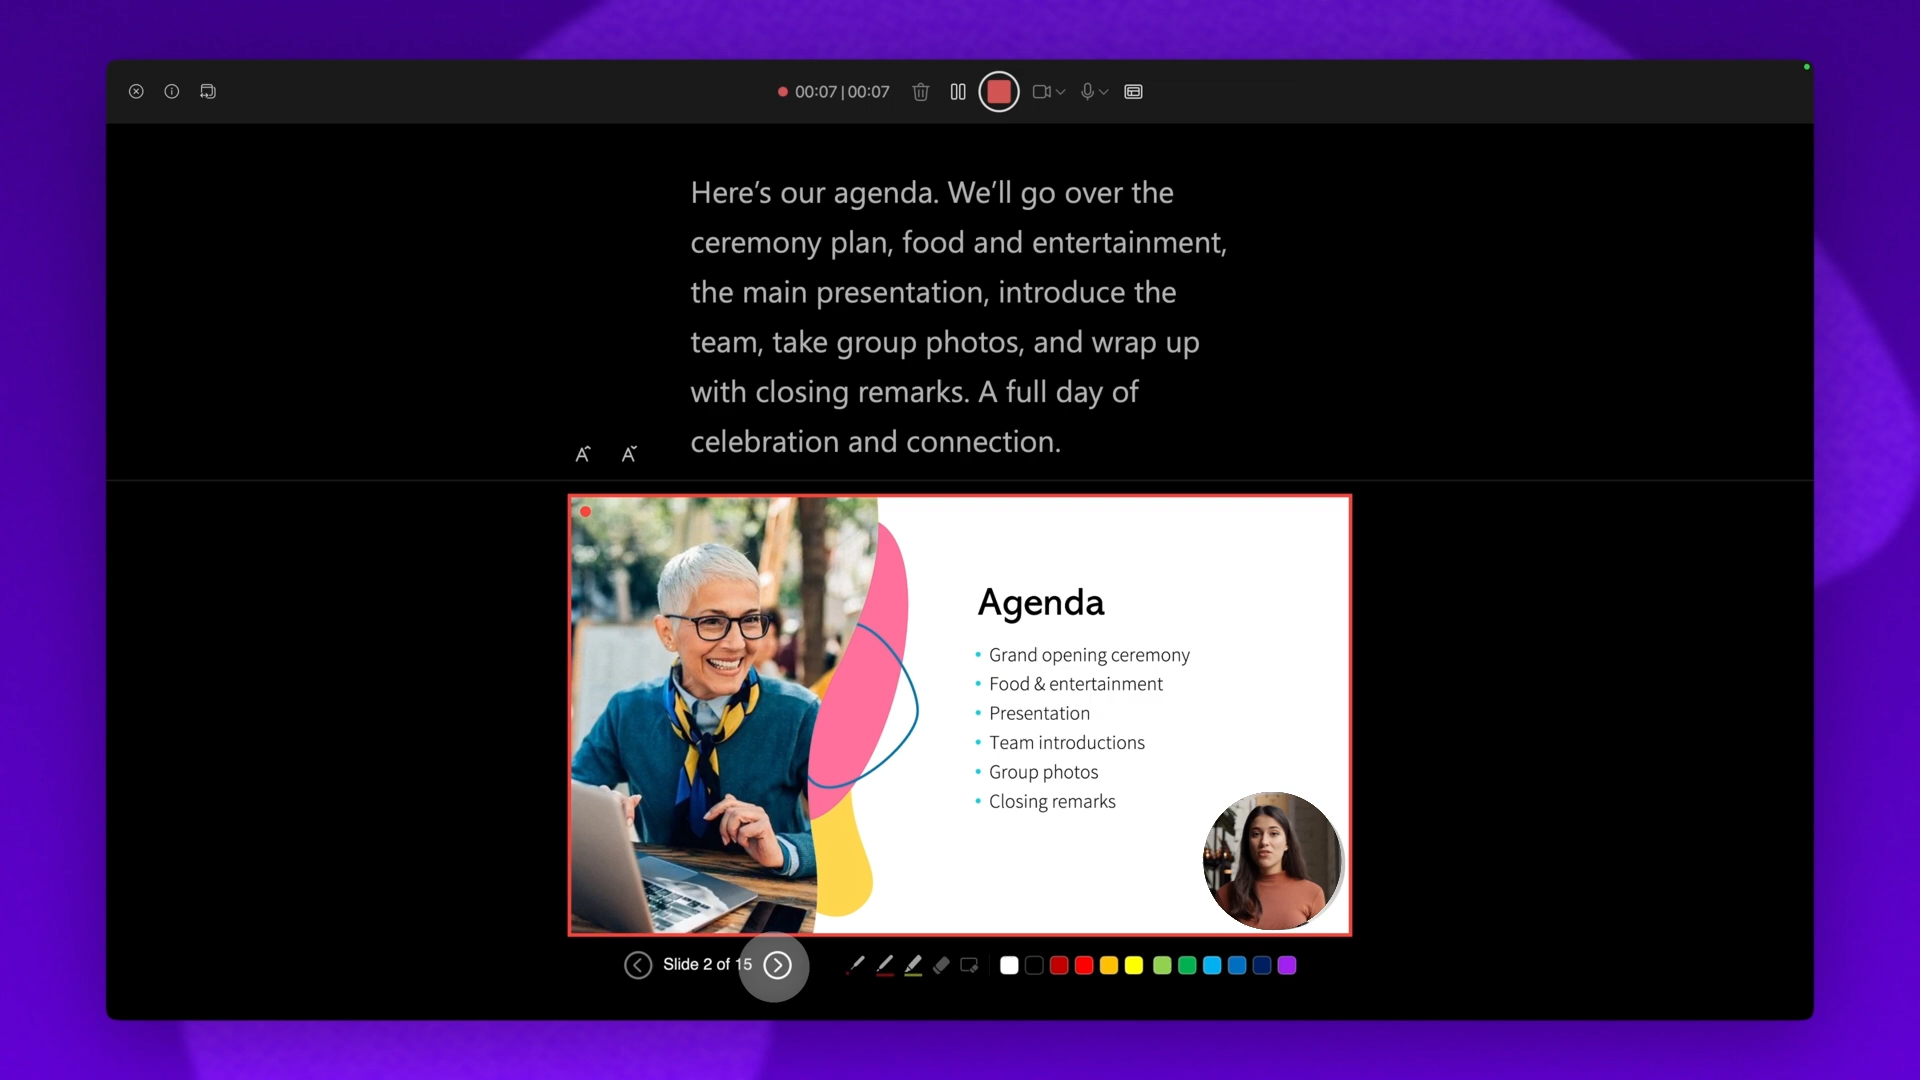 00:07 | 00:07
Here’s our agenda. We’ll go over the
ceremony plan, food and entertainment,
the main presentation, introduce the
team, take group photos, and wrap up
with closing remarks. A full day of
celebration and connection.
A A
Agenda
• Grand opening ceremony
• Food & entertainment
• Presentation
• Team introductions
• Group photos
• Closing remarks
Slide 2 of 15